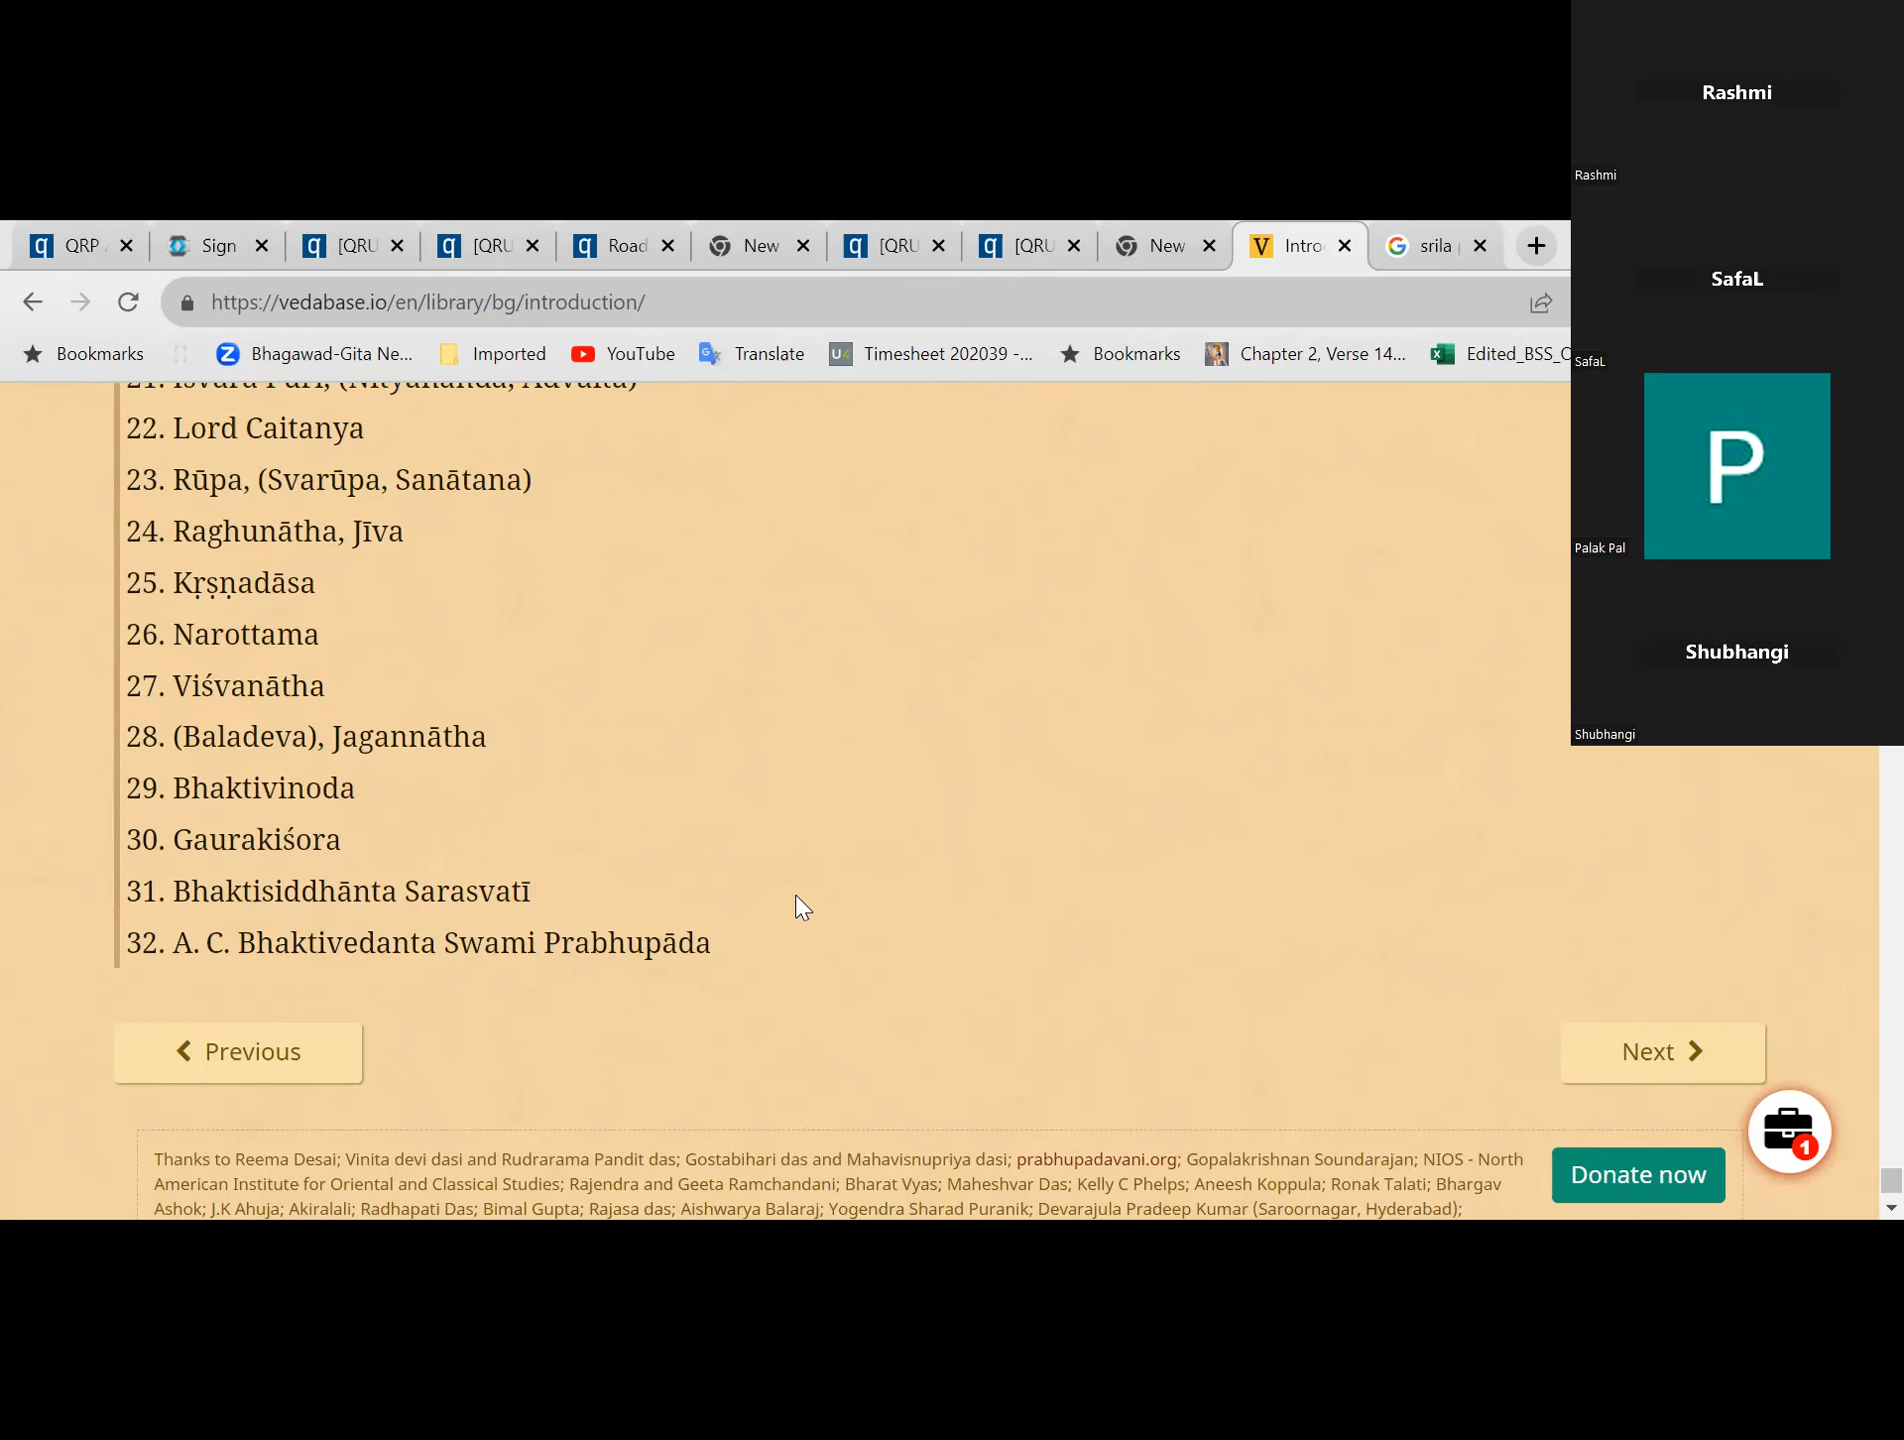 Rashmi
Rashmi
SafaL
SafaL
P
Palak Pal
Shubhangi
Shubhangi
QRP Sign [QRU [QRU Road New [QRU [QRU New Intro srila
https://vedabase.io/en/library/bg/introduction/
Bookmarks Bhagawad-Gita Ne... Imported YouTube Translate Timesheet 202039 -... Bookmarks Chapter 2, Verse 14... Edited_BSS_C
21. Īśvara Purī, (Nityānanda, Advaita)
22. Lord Caitanya
23. Rūpa, (Svarūpa, Sanātana)
24. Raghunātha, Jīva
25. Kṛṣṇadāsa
26. Narottama
27. Viśvanātha
28. (Baladeva), Jagannātha
29. Bhaktivinoda
30. Gaurakiśora
31. Bhaktisiddhānta Sarasvatī
32. A. C. Bhaktivedanta Swami Prabhupāda
Previous
Next
1
Thanks to Reema Desai; Vinita devi dasi and Rudrarama Pandit das; Gostabihari das and Mahavisnupriya dasi; prabhupadavani.org; Gopalakrishnan Soundarajan; NIOS - North
American Institute for Oriental and Classical Studies; Rajendra and Geeta Ramchandani; Bharat Vyas; Maheshvar Das; Kelly C Phelps; Aneesh Koppula; Ronak Talati; Bhargav
Ashok; J.K Ahuja; Akiralali; Radhapati Das; Bimal Gupta; Rajasa das; Aishwarya Balaraj; Yogendra Sharad Puranik; Devarajula Pradeep Kumar (Saroornagar, Hyderabad);
Donate now